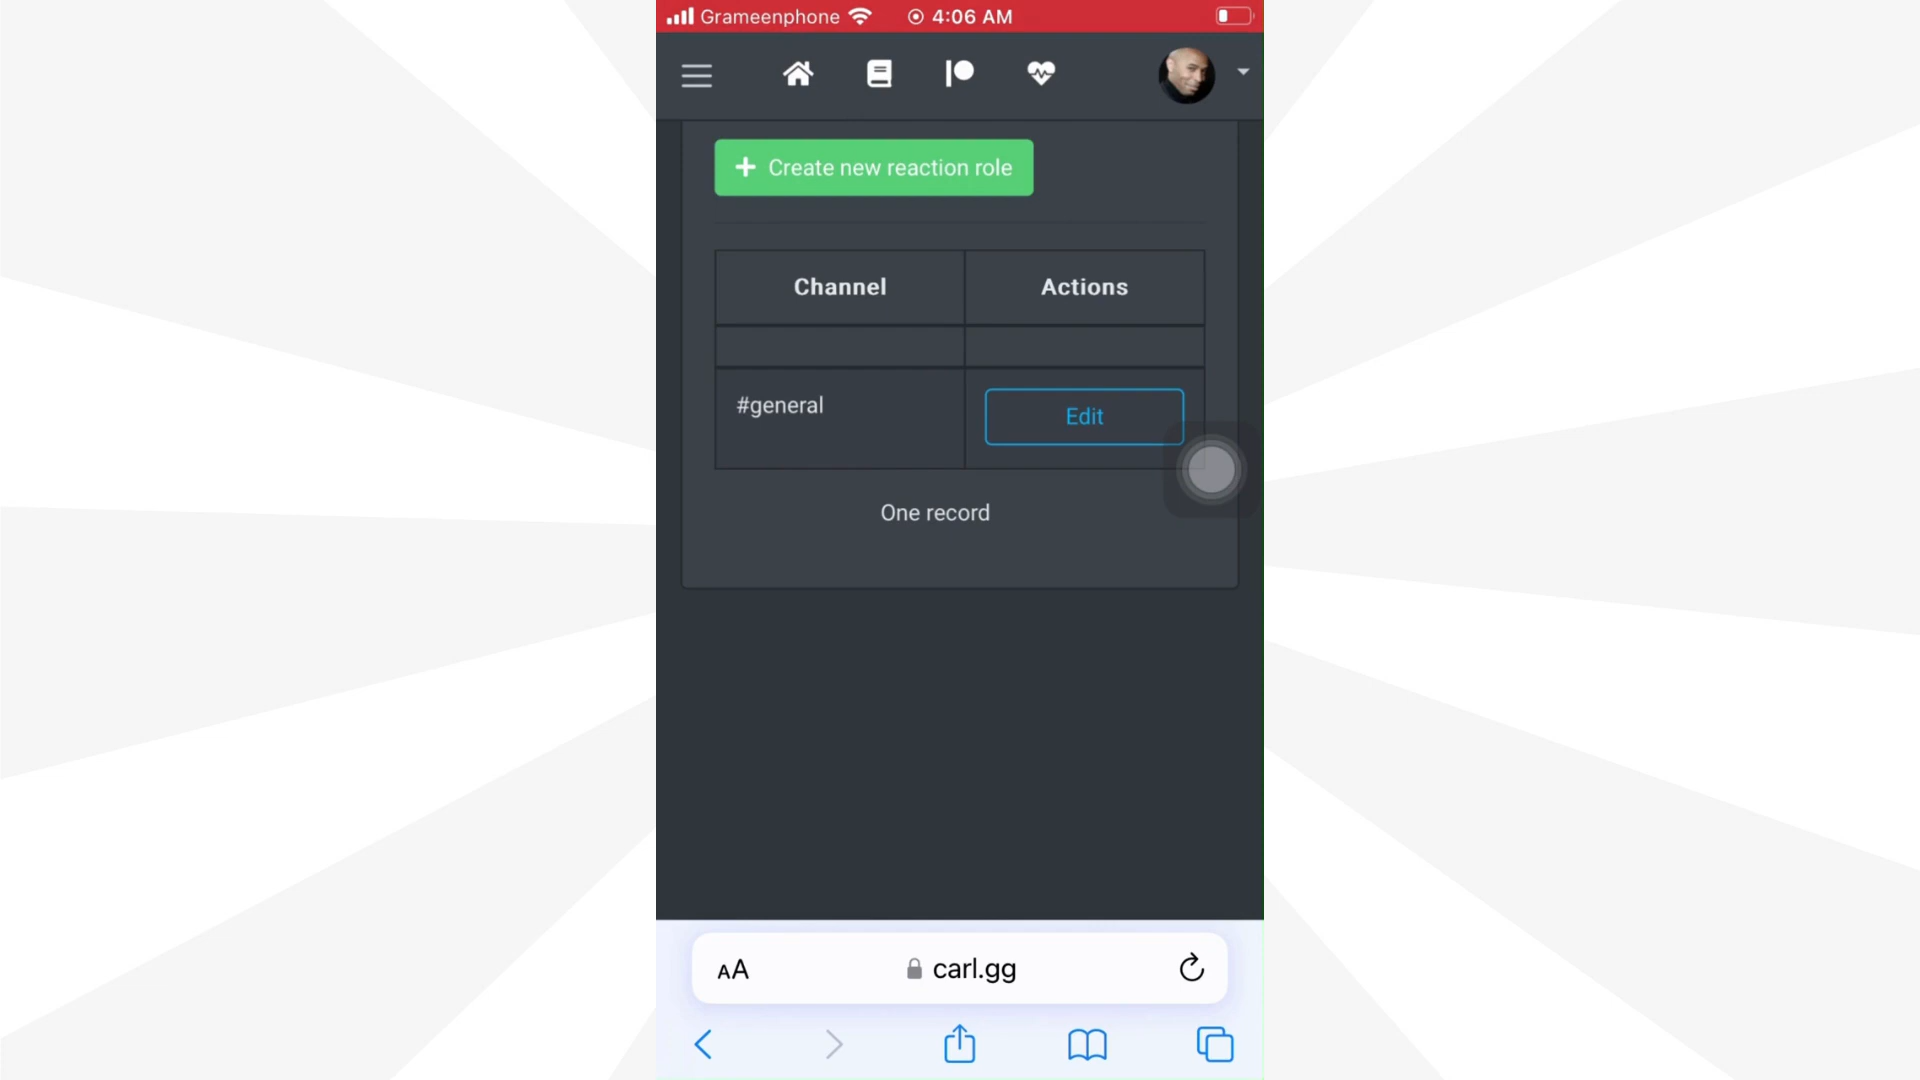 Grameenphone 4:06 AM
+ Create new reaction role
Channel Actions
#general Edit
One record
AA carl.gg